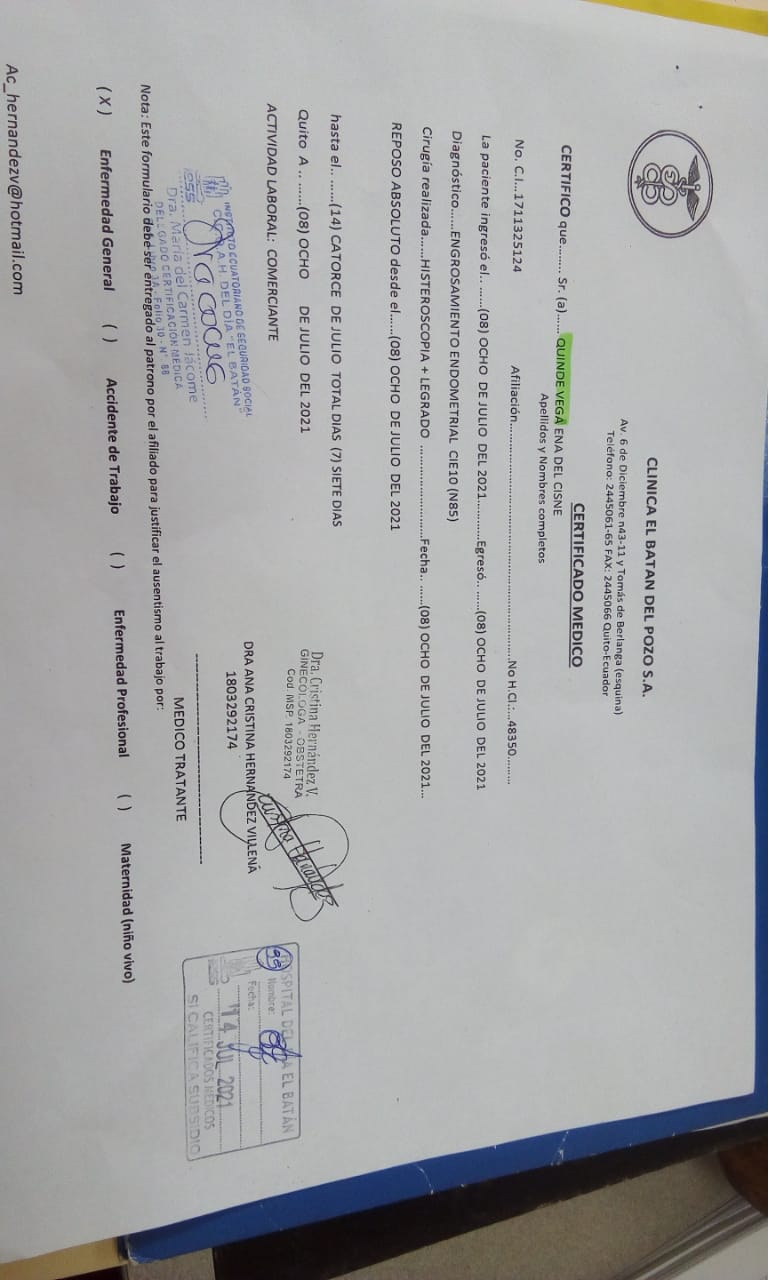 CLINICA EL BATAN DEL POZO S.A.
Av. 6 de Diciembre n43-11 y Tomás de Berlanga (esquina)
Teléfono: 2445061-65 FAX: 2445066 Quito-Ecuador
CERTIFICADO MEDICO
CERTIFICO que........ Sr. (a)...... QUINDE VEGA ENA DEL CISNE
Apellidos y Nombres completos
No. C.I...1711325124 Afiliación..........................................................No H.Cl.:....48350.........
La paciente ingresó el.. ......(08) OCHO DE JULIO DEL 2021...........Egresó.. ......(08) OCHO DE JULIO DEL 2021
Diagnóstico......ENGROSAMIENTO ENDOMETRIAL CIE10 (N85)
Cirugía realizada......HISTEROSCOPIA + LEGRADO ..........................Fecha.. ......(08) OCHO DE JULIO DEL 2021...
REPOSO ABSOLUTO desde el......(08) OCHO DE JULIO DEL 2021
hasta el.. ......(14) CATORCE DE JULIO TOTAL DIAS (7) SIETE DIAS
Quito A .. ......(08) OCHO DE JULIO DEL 2021
ACTIVIDAD LABORAL: COMERCIANTE
Dra. Cristina Hernández V.
GINECOLOGA - OBSTETRA
Cod. MSP. 1803292174
DRA ANA CRISTINA HERNANDEZ VILLENA
1803292174
MEDICO TRATANTE
INSTITUTO ECUATORIANO DE SEGURIDAD SOCIAL
H. DEL DÍA "EL BATÁN"
IESS
Dra. María del Carmen Jácome
DELEGADO CERTIFICACIÓN MÉDICA
Folio 30 - N° 88
HOSPITAL DEL DÍA EL BATÁN
Nombre:
Fecha: 14 JUL 2021
CERTIFICADOS MÉDICOS
SI CALIFICA SUBSIDIO
Nota: Este formulario debe ser entregado al patrono por el afiliado para justificar el ausentismo al trabajo por:
(X) Enfermedad General ( ) Accidente de Trabajo ( ) Enfermedad Profesional ( ) Maternidad (niño vivo)
Ac_hernandezv@hotmail.com